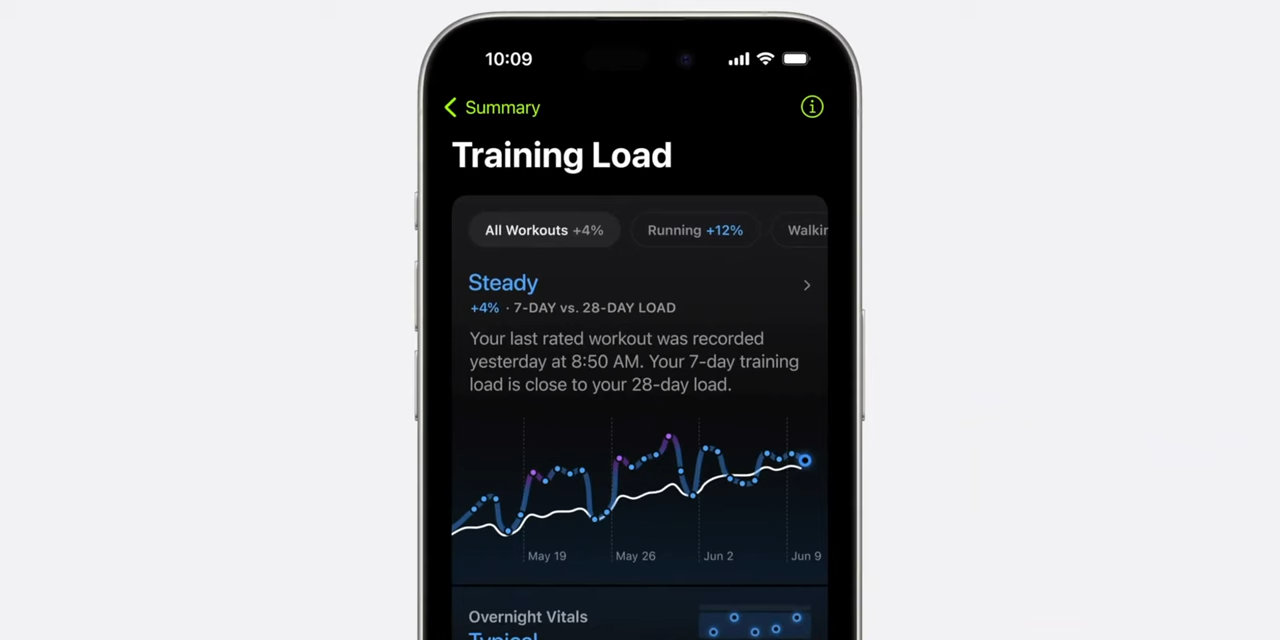 10:09
Summary
Training Load
All Workouts +4%
Running +12%
Steady
+4% · 7-DAY vs. 28-DAY LOAD
Your last rated workout was recorded
yesterday at 8:50 AM. Your 7-day training
load is close to your 28-day load.
May 19
May 26
Jun 2
Jun 9
Overnight Vitals
Typical